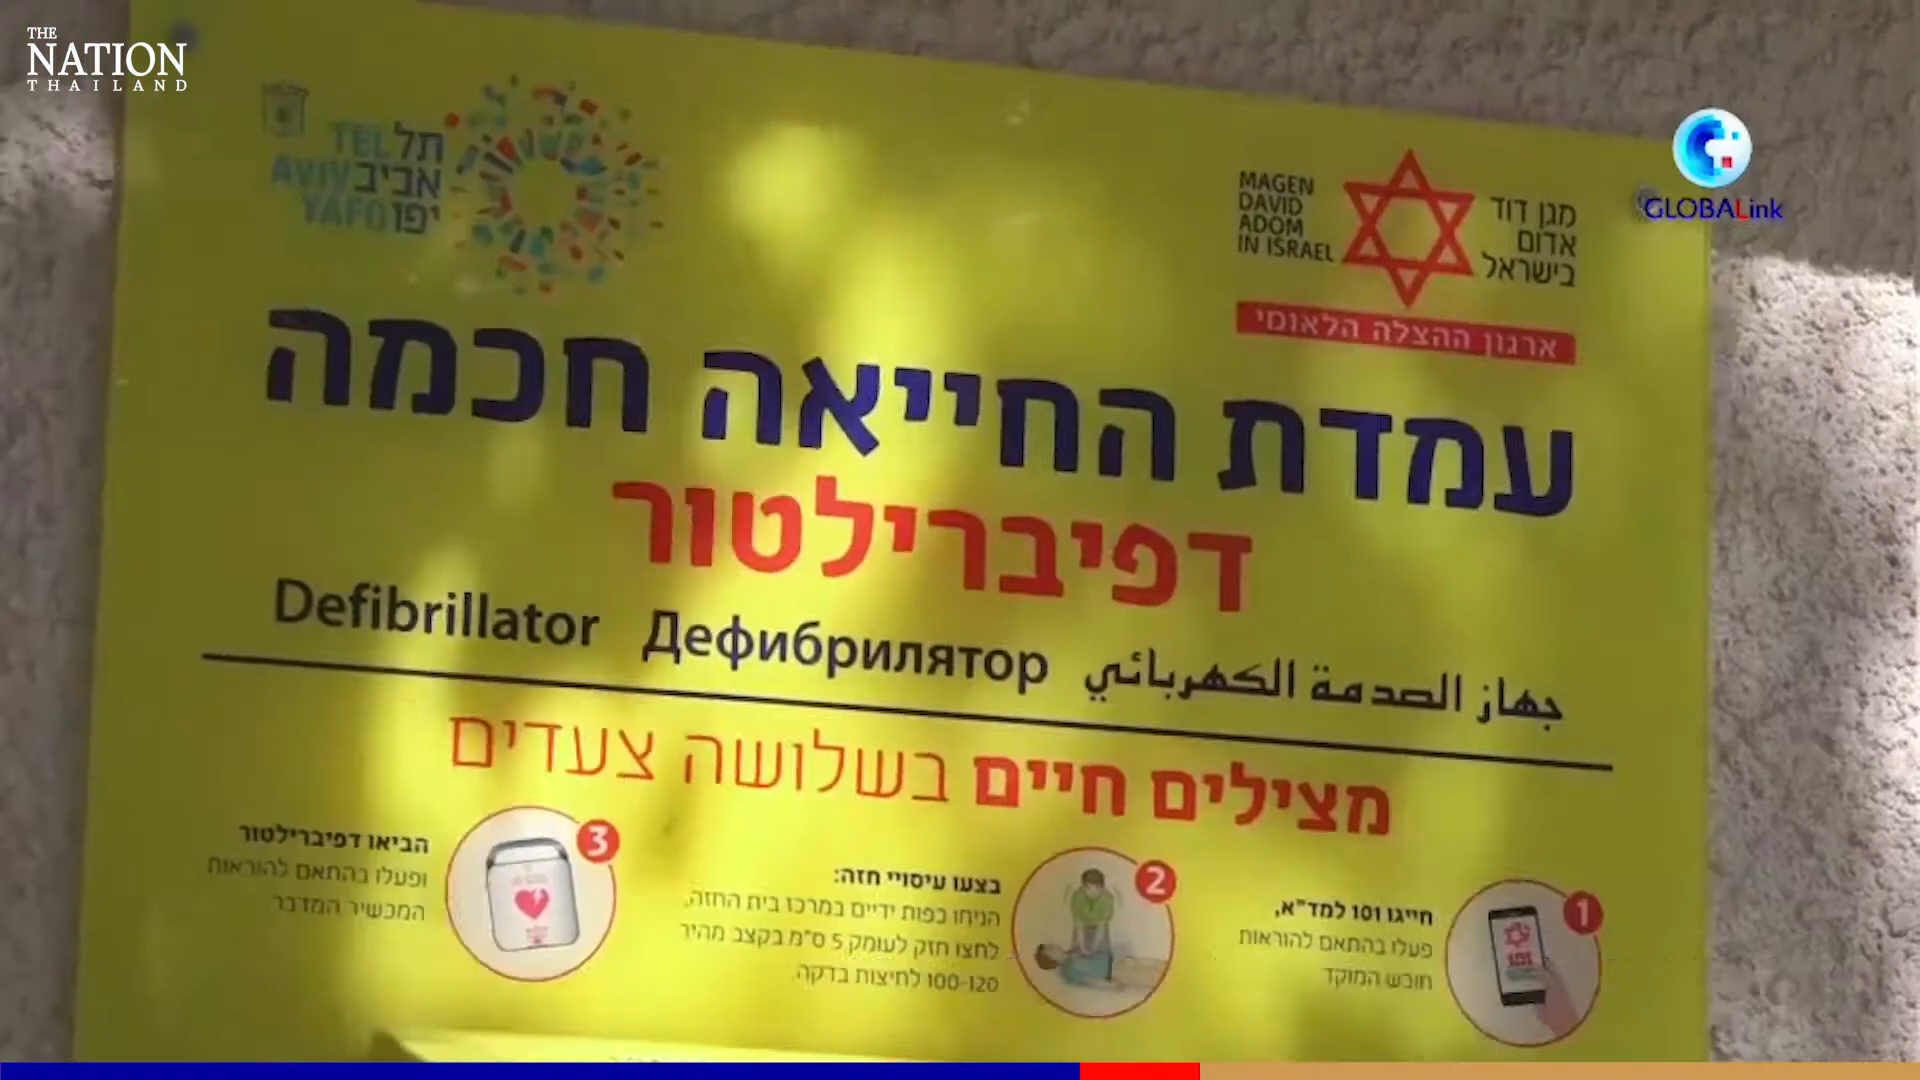 THE
NATION
THAILAND
GLOBALink
TEL תל
AVIV אביב
YAFO יפו
MAGEN
DAVID
ADOM
IN ISRAEL
מגן דוד
אדום
בישראל
ארגון ההצלה הלאומי
עמדת החייאה חכמה
דפיברילטור
Defibrillator Дефибрилятор جهاز الصدمة الكهربائي
מצילים חיים בשלושה צעדים
1
חייגו 101 למד"א,
פעלו בהתאם להוראות
חובש המוקד
101
2
בצעו עיסויי חזה:
הניחו כפות ידיים במרכז בית החזה,
לחצו חזק לעומק 5 ס"מ בקצב מהיר
100-120 לחיצות בדקה.
3
הביאו דפיברילטור
ופעלו בהתאם להוראות
המכשיר המדבר